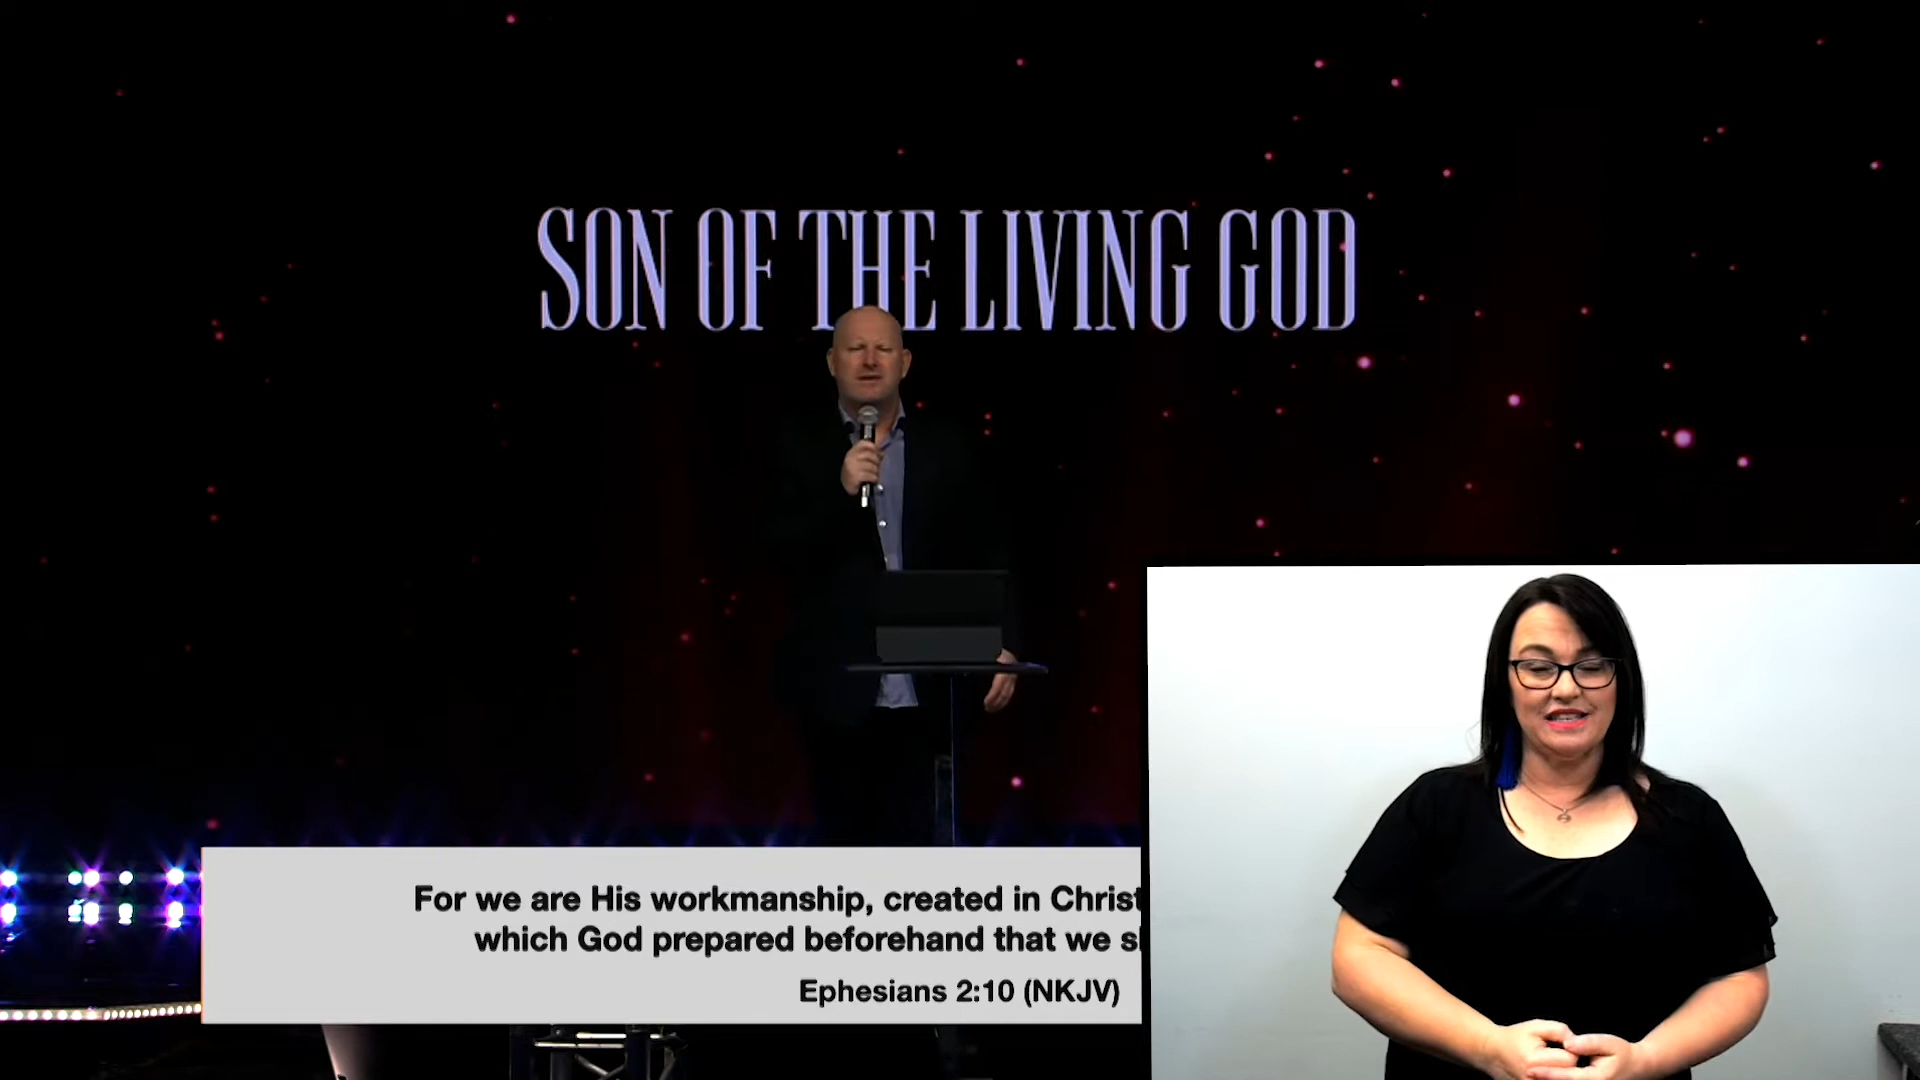 SON OF THE LIVING GOD
For we are His workmanship, created in Christ
which God prepared beforehand that we
Ephesians 2:10 (NKJV)